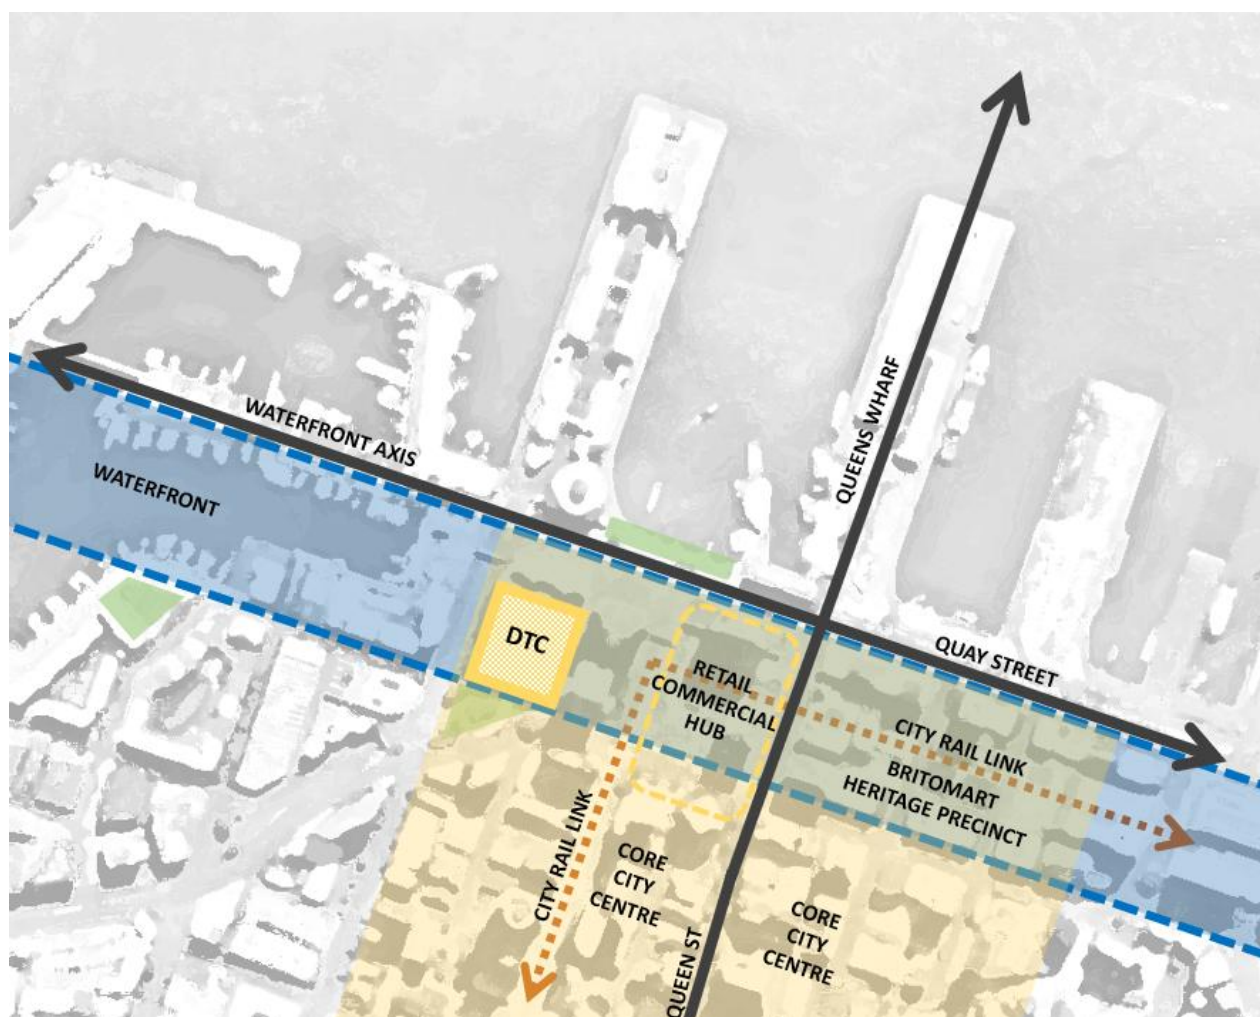 QUEENS WHARF
WATERFRONT AXIS
WATERFRONT
DTC
QUAY STREET
RETAIL
COMMERCIAL
HUB
CITY RAIL LINK
BRITOMART
HERITAGE PRECINCT
CITY RAIL LINK
CORE
CITY
CENTRE
CORE
CITY
CENTRE
QUEEN ST